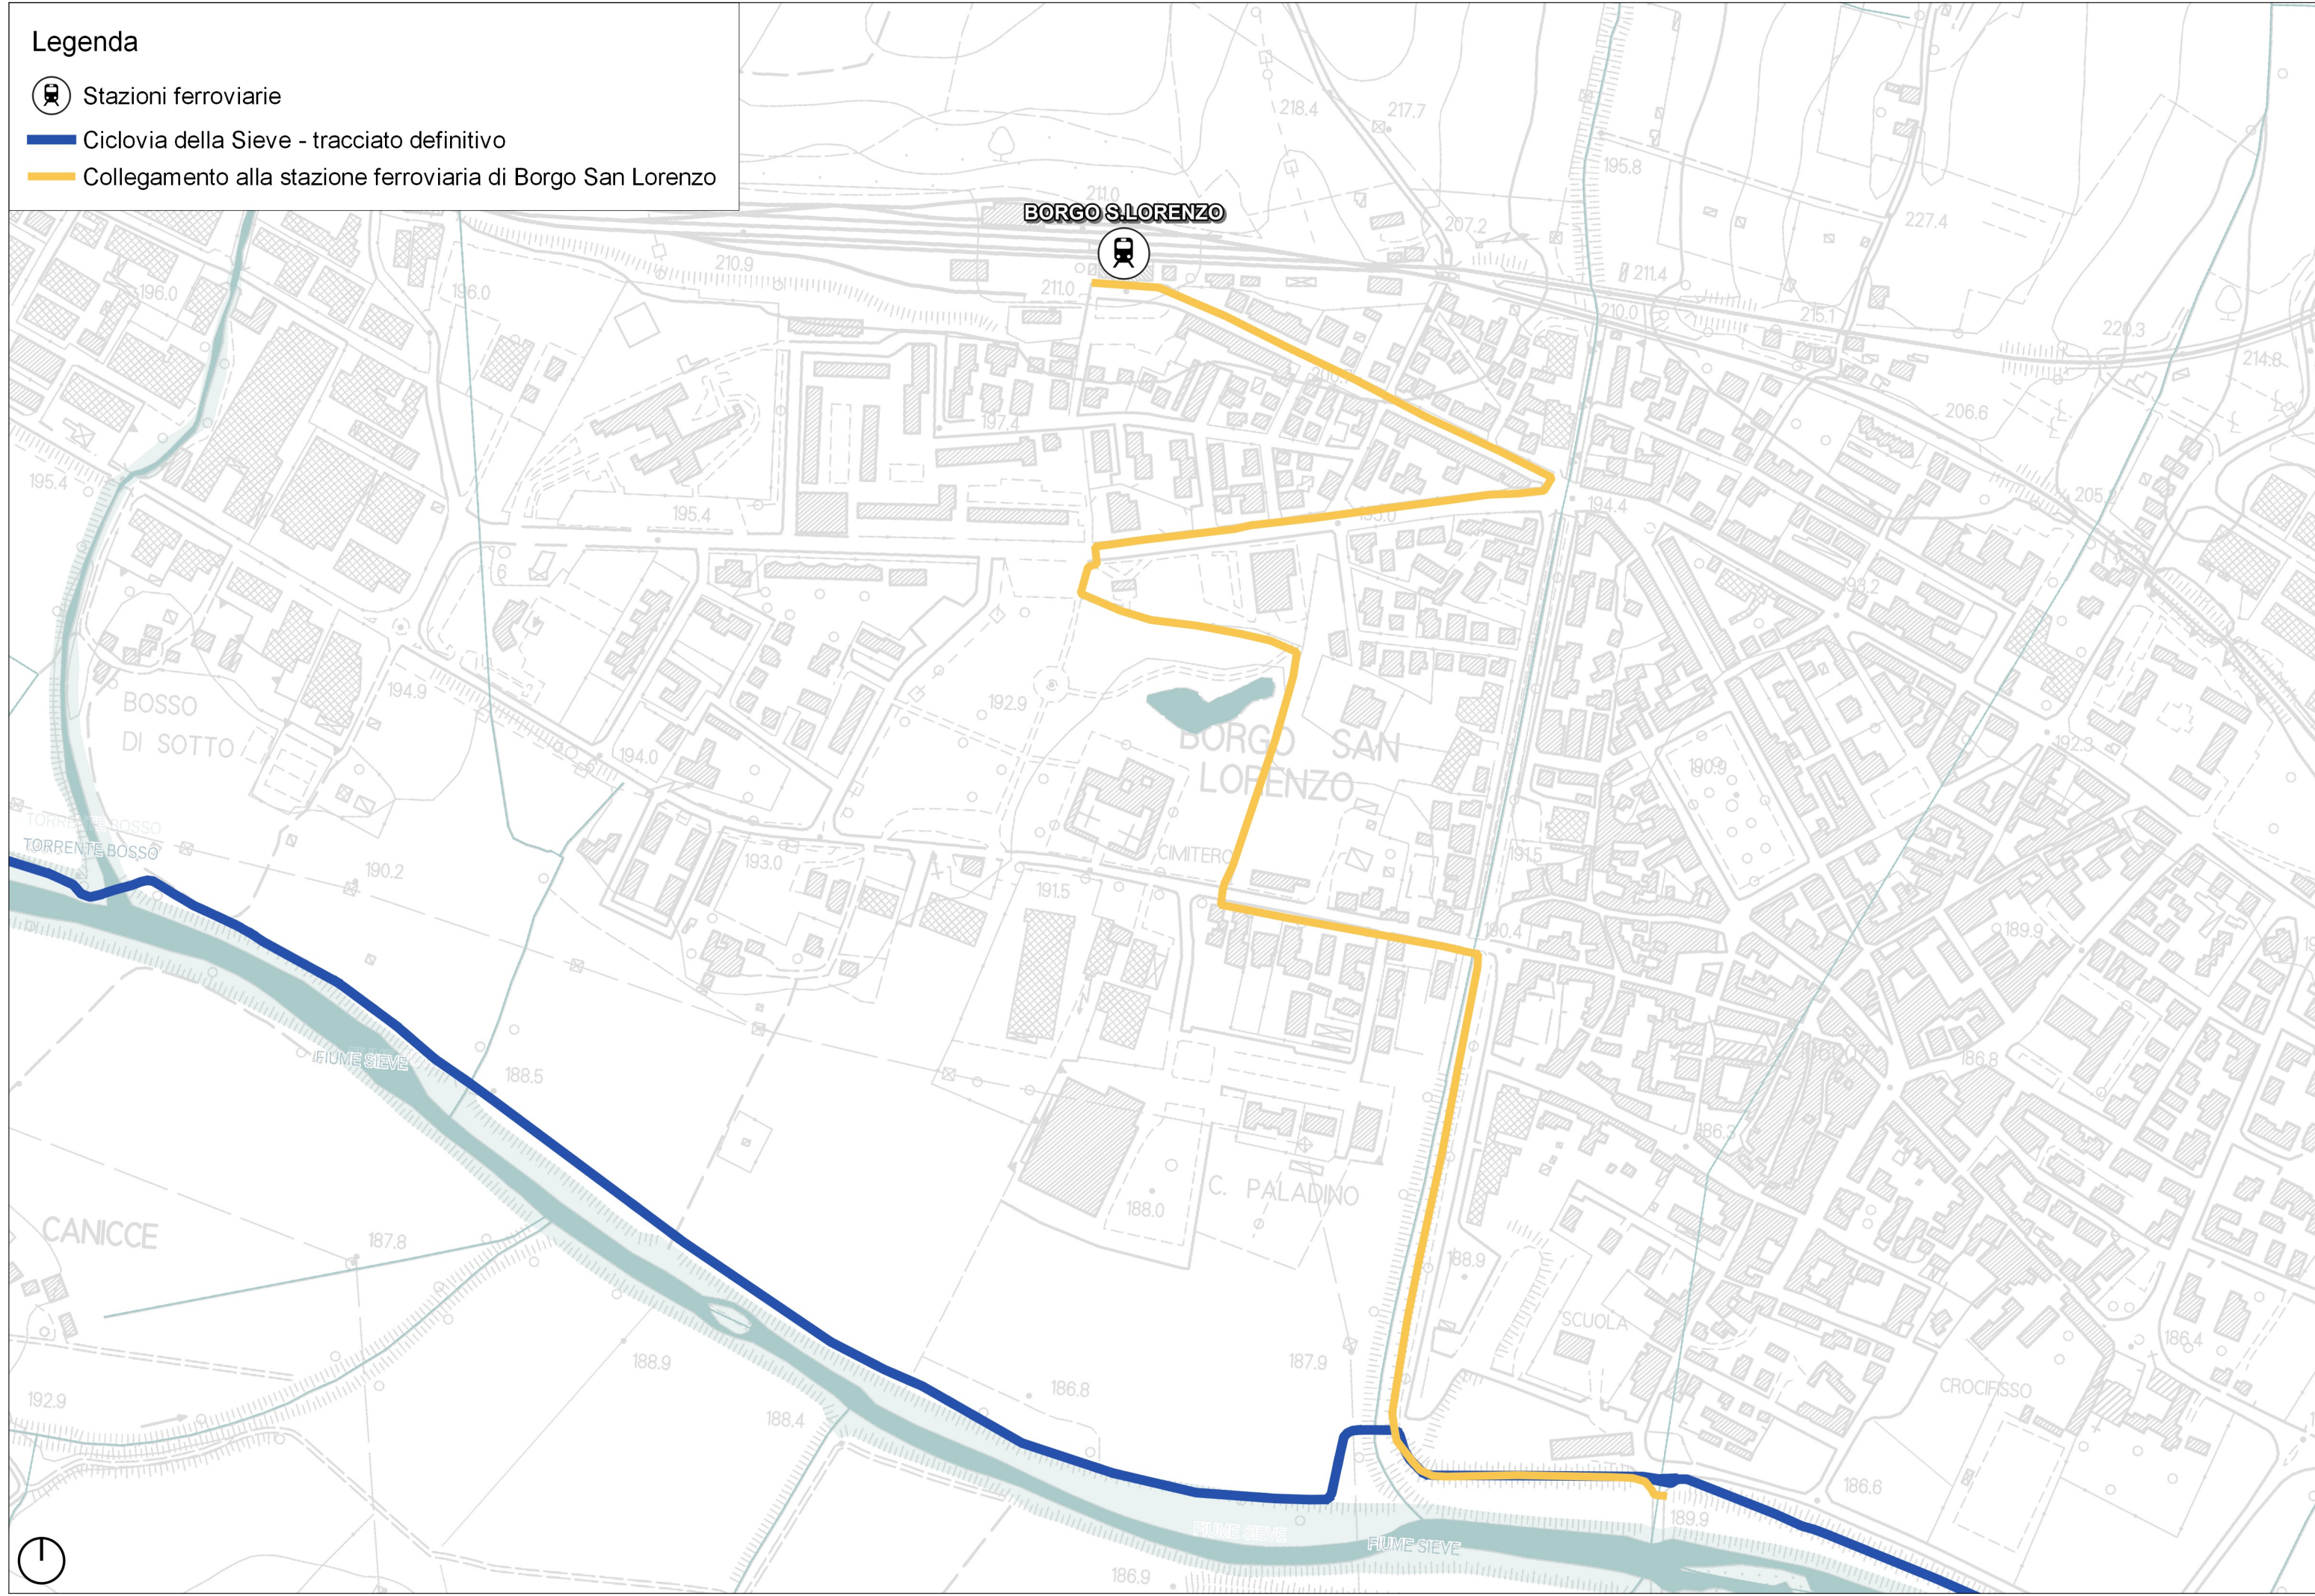 Legenda
Stazioni ferroviarie
Ciclovia della Sieve - tracciato definitivo
Collegamento alla stazione ferroviaria di Borgo San Lorenzo
218.4
217.7
195.8
211.0
BORGO S.LORENZO
207.2
227.4
210.9
211.4
196.0
196.0
211.0
210.0
215.1
220.3
214.8
206.6
197.4
195.4
205.
195.4
194.4
193.2
194.9
192.9
BOSSO
DI SOTTO
194.0
BORGO SAN
LORENZO
192.3
190.9
TORRENTE BOSSO
TORRENTE BOSSO
190.2
193.0
CIMITERO
191.5
191.5
190.4
189.9
FIUME SIEVE
188.5
186.8
186.3
C. PALADINO
188.0
CANICCE
187.8
188.9
SCUOLA
188.9
187.9
186.4
186.8
CROCIFISSO
192.9
188.4
186.6
189.9
FIUME SIEVE
FIUME SIEVE
186.9